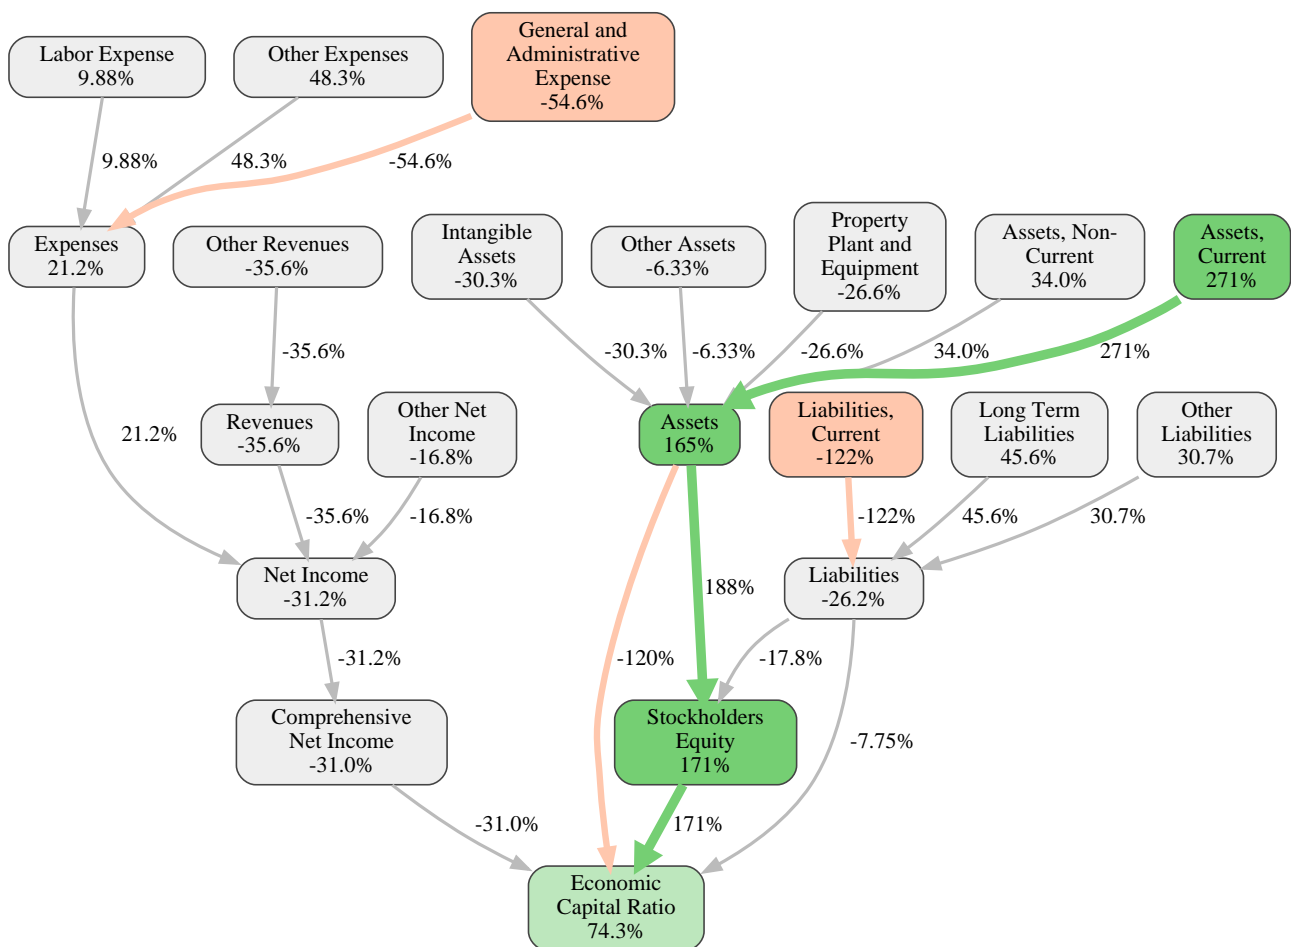 Labor Expense
9.88%
Other Expenses
48.3%
General and
Administrative
Expense
-54.6%
9.88%
48.3%
-54.6%
Expenses
21.2%
Other Revenues
-35.6%
Intangible
Assets
-30.3%
Other Assets
-6.33%
Property
Plant and
Equipment
-26.6%
Assets, Non-
Current
34.0%
Assets,
Current
271%
-35.6%
-30.3%
-6.33%
-26.6%
34.0%
271%
21.2%
Revenues
-35.6%
Other Net
Income
-16.8%
Assets
165%
Liabilities,
Current
-122%
Long Term
Liabilities
45.6%
Other
Liabilities
30.7%
-35.6%
-16.8%
-122%
45.6%
30.7%
Net Income
-31.2%
188%
Liabilities
-26.2%
-31.2%
-120%
-17.8%
Comprehensive
Net Income
-31.0%
Stockholders
Equity
171%
-7.75%
-31.0%
171%
Economic
Capital Ratio
74.3%